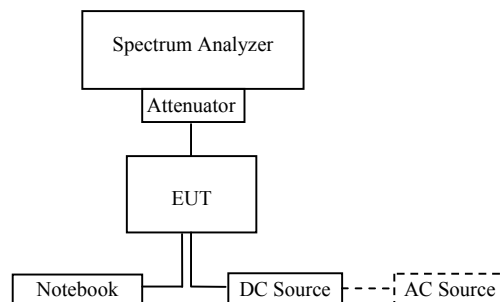 Spectrum Analyzer
Attenuator
EUT
Notebook
DC Source
AC Source